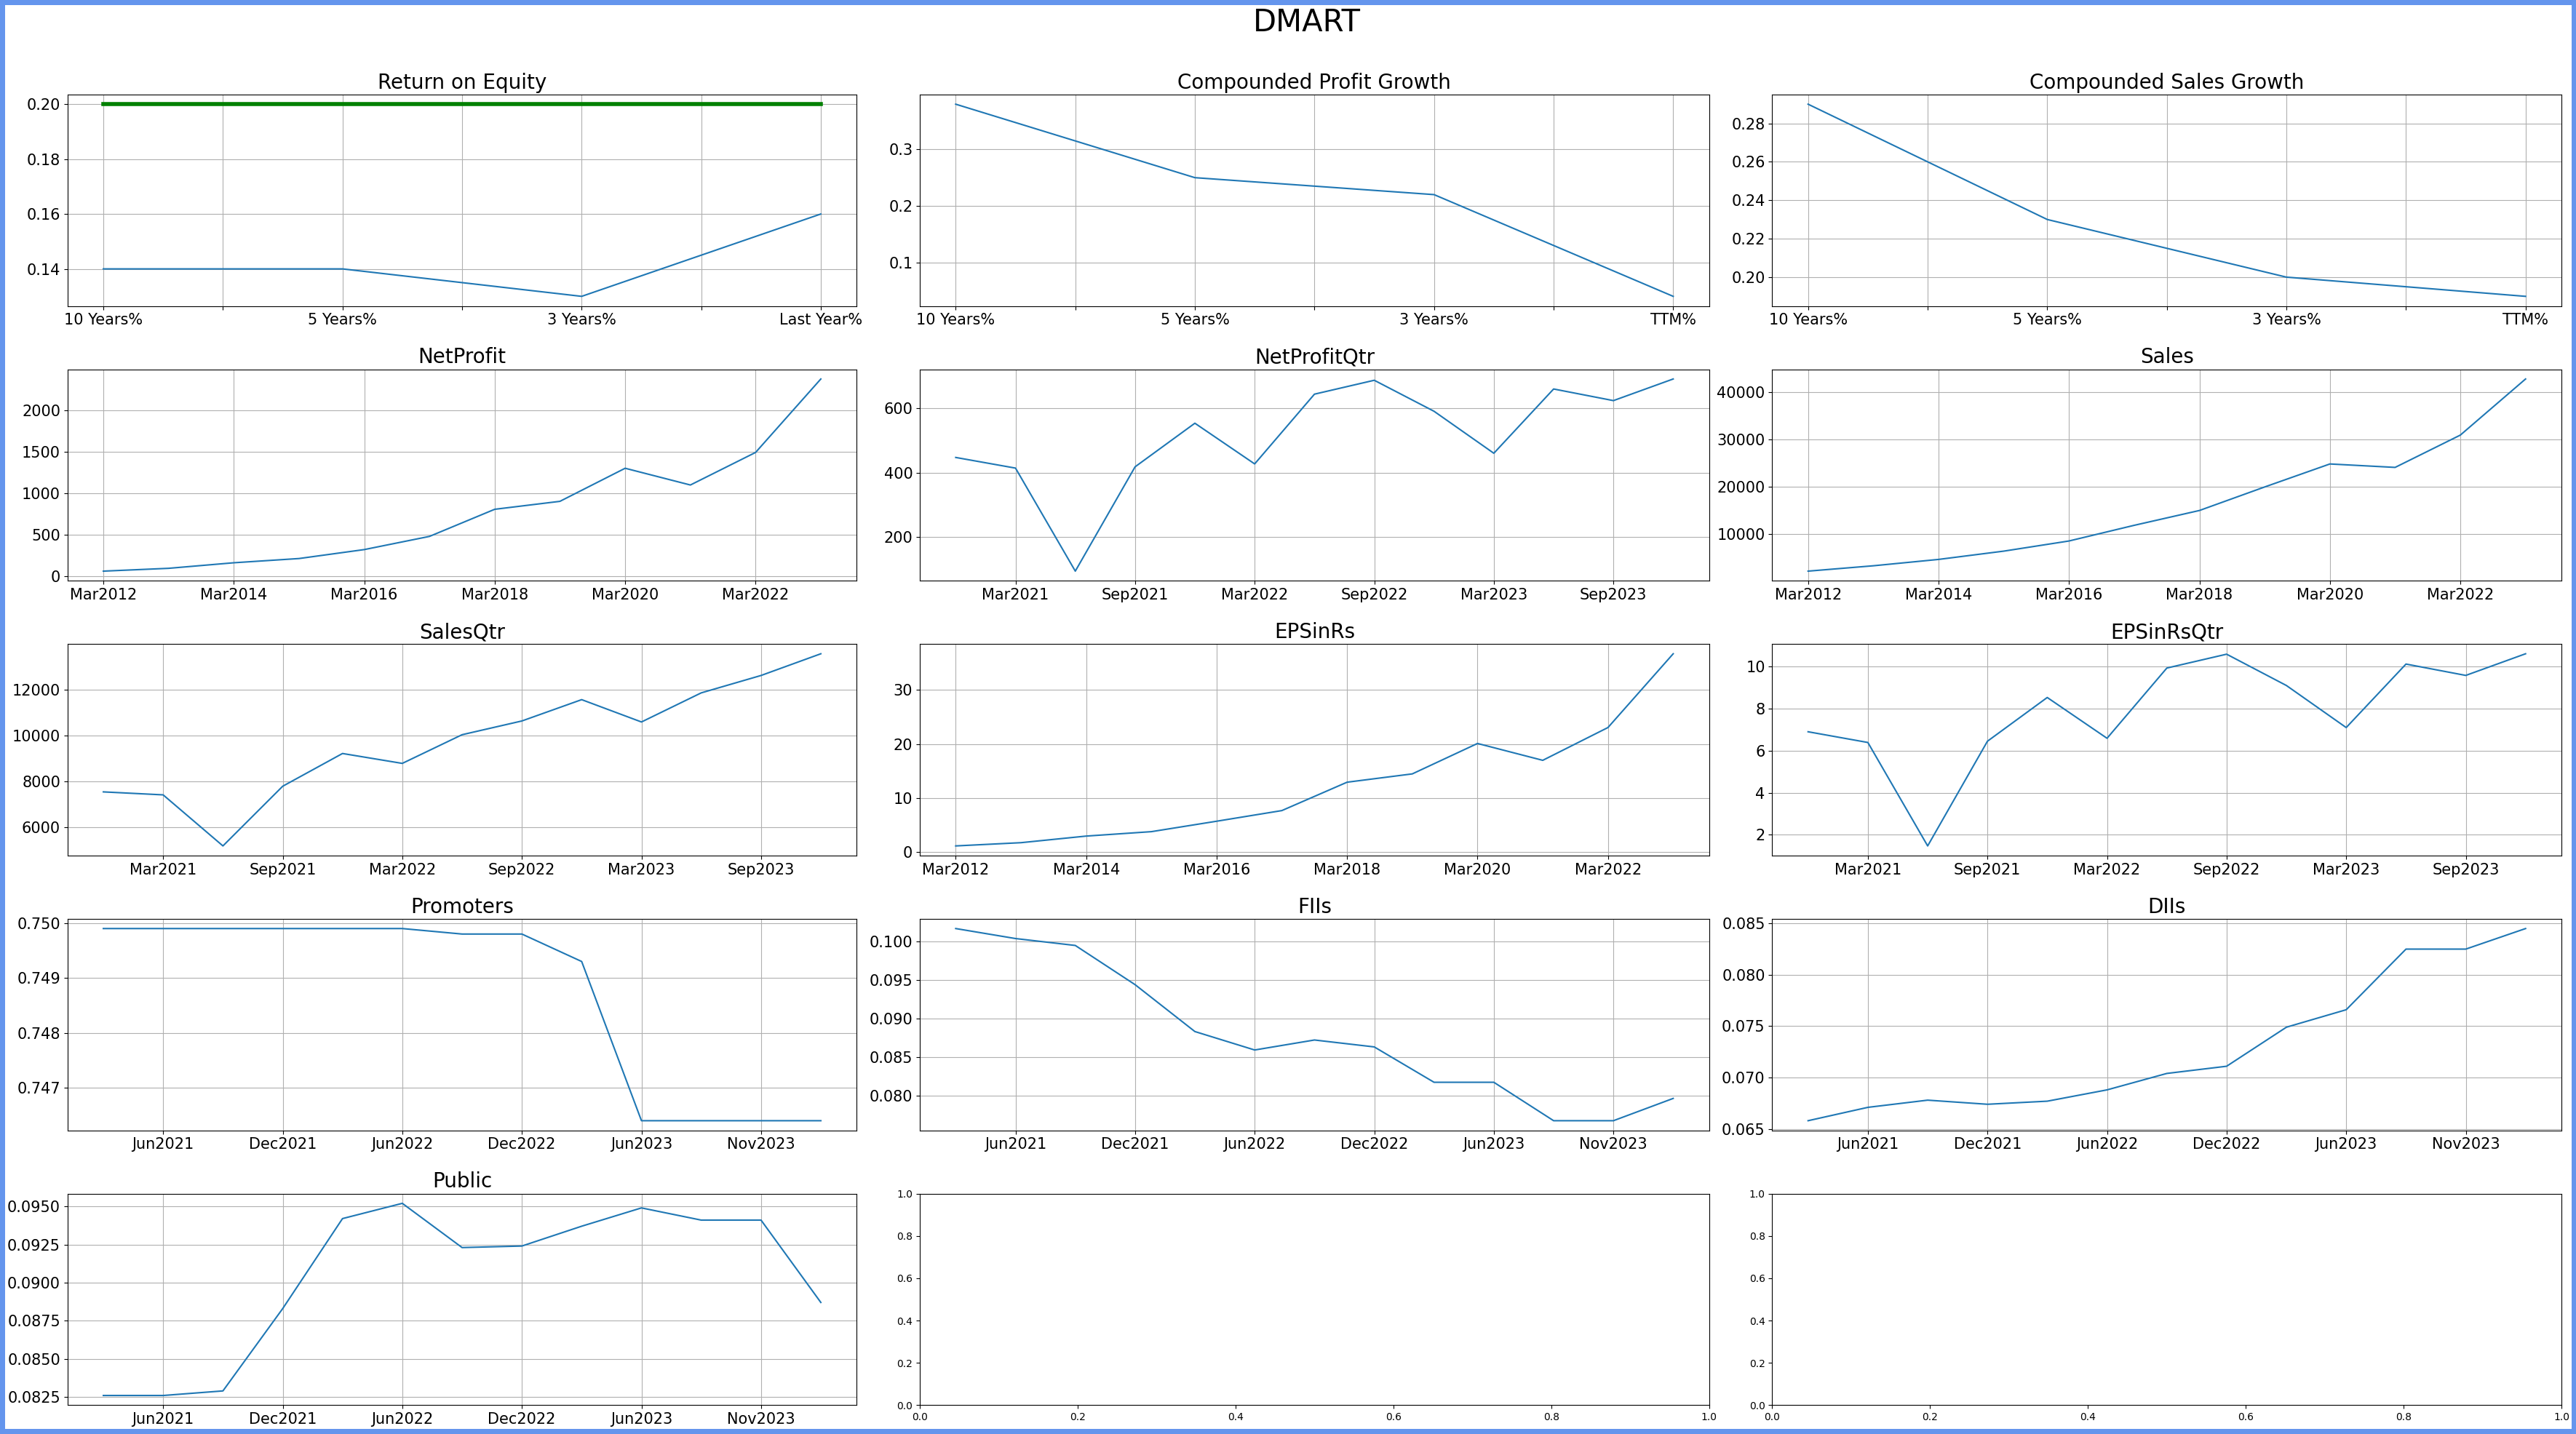 DMART
Return on Equity
Compounded Profit Growth
Compounded Sales Growth
0.20
0.18
0.16
0.14
10 Years% 5 Years% 3 Years% Last Year%
0.3
0.2
0.1
10 Years% 5 Years% 3 Years% TTM%
0.28
0.26
0.24
0.22
0.20
10 Years% 5 Years% 3 Years% TTM%
NetProfit
NetProfitQtr
Sales
2000
1500
1000
500
0
Mar2012 Mar2014 Mar2016 Mar2018 Mar2020 Mar2022
600
400
200
Mar2021 Sep2021 Mar2022 Sep2022 Mar2023 Sep2023
40000
30000
20000
10000
Mar2012 Mar2014 Mar2016 Mar2018 Mar2020 Mar2022
SalesQtr
EPSinRs
EPSinRsQtr
12000
10000
8000
6000
Mar2021 Sep2021 Mar2022 Sep2022 Mar2023 Sep2023
30
20
10
0
Mar2012 Mar2014 Mar2016 Mar2018 Mar2020 Mar2022
10
8
6
4
2
Mar2021 Sep2021 Mar2022 Sep2022 Mar2023 Sep2023
Promoters
FIIs
DIIs
0.750
0.749
0.748
0.747
Jun2021 Dec2021 Jun2022 Dec2022 Jun2023 Nov2023
0.100
0.095
0.090
0.085
0.080
Jun2021 Dec2021 Jun2022 Dec2022 Jun2023 Nov2023
0.085
0.080
0.075
0.070
0.065
Jun2021 Dec2021 Jun2022 Dec2022 Jun2023 Nov2023
Public
0.0950
0.0925
0.0900
0.0875
0.0850
0.0825
Jun2021 Dec2021 Jun2022 Dec2022 Jun2023 Nov2023
1.0
0.8
0.6
0.4
0.2
0.0
0.0 0.2 0.4 0.6 0.8 1.0
1.0
0.8
0.6
0.4
0.2
0.0
0.0 0.2 0.4 0.6 0.8 1.0